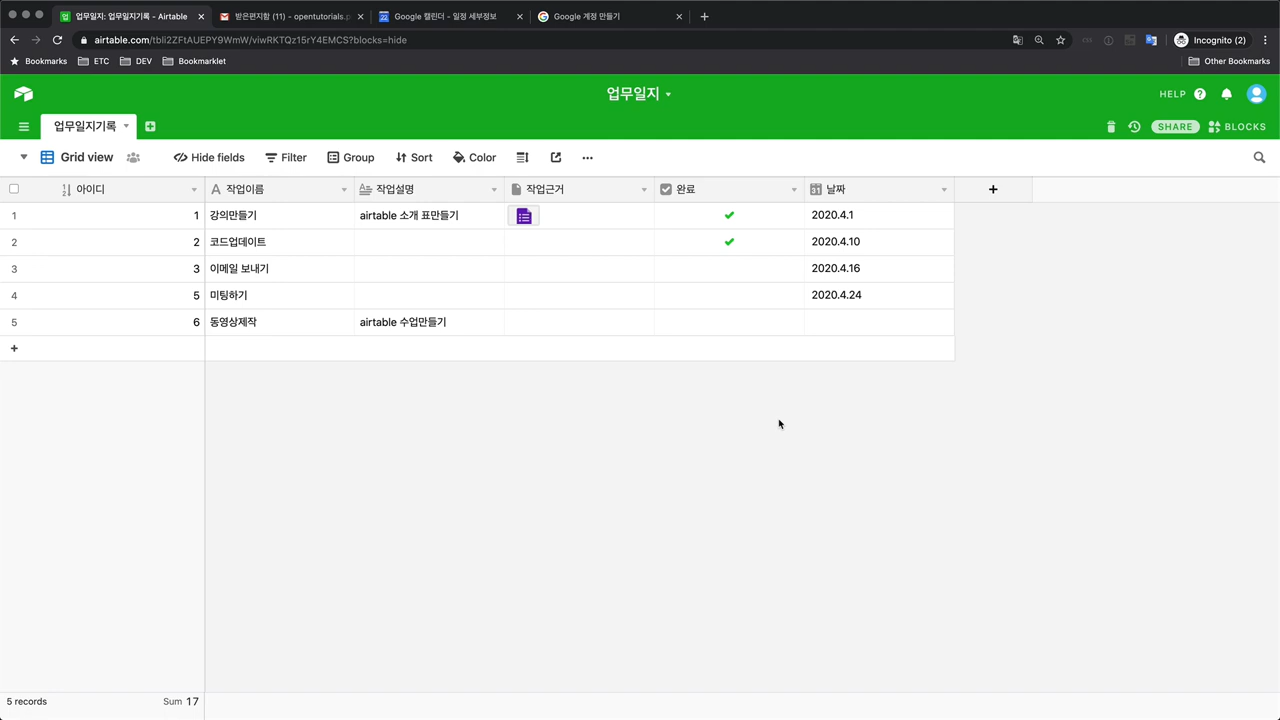 업무일지: 업무일지기록 - Airtable
받은편지함 (11) - opentutorials.p
Google 캘린더 - 일정 세부정보
Google 계정 만들기
airtable.com/tbli2ZFtAUEPY9WmW/viwRKTQz15rY4EMCS?blocks=hide
Incognito (2)
Bookmarks ETC DEV Bookmarklet Other Bookmarks
업무일지
HELP
업무일지기록
SHARE BLOCKS
Grid view Hide fields Filter Group Sort Color
아이디 작업이름 작업설명 작업근거 완료 날짜
1 1 강의만들기 airtable 소개 표만들기 2020.4.1
2 2 코드업데이트 2020.4.10
3 3 이메일 보내기 2020.4.16
4 5 미팅하기 2020.4.24
5 6 동영상제작 airtable 수업만들기
5 records Sum 17